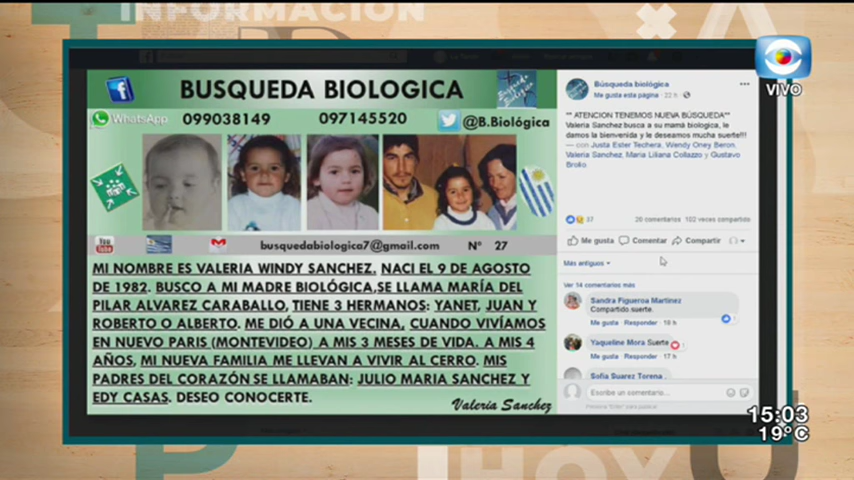 INFORMACIÓN
BUSQUEDA BIOLOGICA
WhatsApp 099038149 097145520 @B.Biológica
busquedabiologica7@gmail.com Nº 27
MI NOMBRE ES VALERIA WINDY SANCHEZ. NACI EL 9 DE AGOSTO
DE 1982. BUSCO A MI MADRE BIOLÓGICA,SE LLAMA MARÍA DEL
PILAR ALVAREZ CARABALLO, TIENE 3 HERMANOS: YANET, JUAN Y
ROBERTO O ALBERTO. ME DIÓ A UNA VECINA, CUANDO VIVÍAMOS
EN NUEVO PARIS (MONTEVIDEO) A MIS 3 MESES DE VIDA. A MIS 4
AÑOS, MI NUEVA FAMILIA ME LLEVAN A VIVIR AL CERRO. MIS
PADRES DEL CORAZÓN SE LLAMABAN: JULIO MARIA SANCHEZ Y
EDY CASAS. DESEO CONOCERTE.
Valeria Sanchez
Búsqueda biológica
Me gusta esta página · 22 h ·
** ATENCION TENEMOS NUEVA BÚSQUEDA**
Valeria Sanchez busca a su mamá biologica, le
damos la bienvenida y le deseamos mucha suerte!!!
— con Justa Ester Techera, Wendy Oney Beron,
Valeria Sanchez, Maria Liliana Collazzo y Gustavo
Brolio
37 20 comentarios 102 veces compartido
Me gusta Comentar Compartir
Más antiguos
Ver 14 comentarios más
Sandra Figueroa Martinez
Compartido suerte.
1
Me gusta · Responder · 19 h
Yaqueline Mora Suerte
1
Me gusta · Responder · 17 h
Sofia Suarez Torena
Escribe un comentario...
VIVO
15:03
19°C
HOY